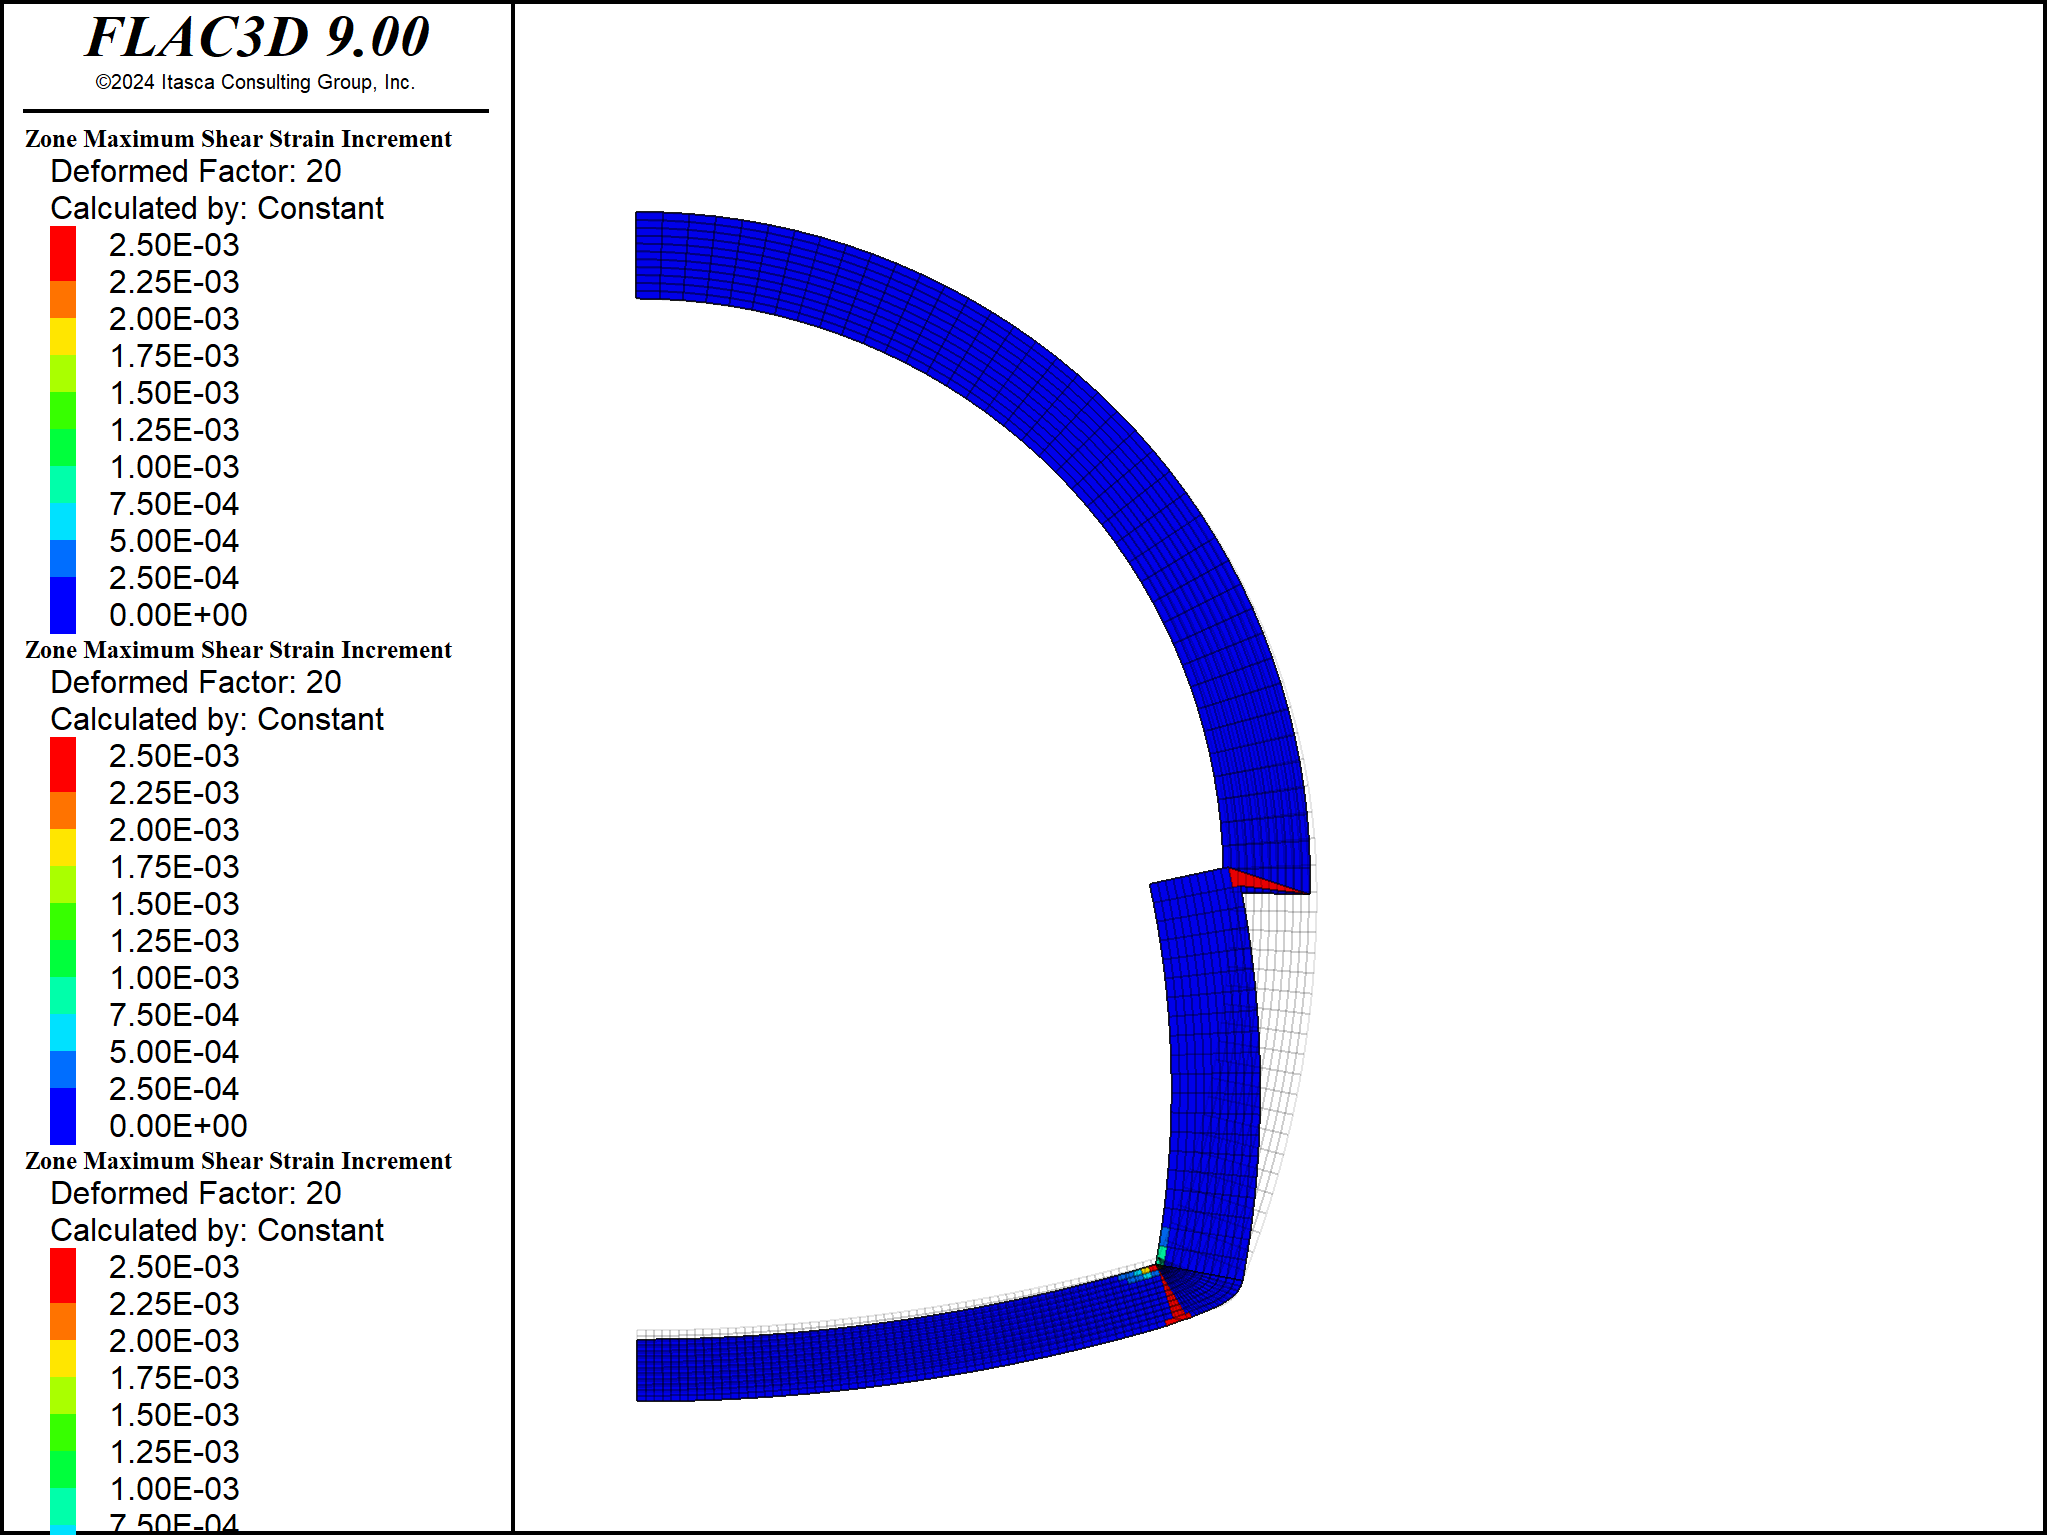 FLAC3D 9.00
©2024 Itasca Consulting Group, Inc.
Zone Maximum Shear Strain Increment
Deformed Factor: 20
Calculated by: Constant
2.50E-03
2.25E-03
2.00E-03
1.75E-03
1.50E-03
1.25E-03
1.00E-03
7.50E-04
5.00E-04
2.50E-04
0.00E+00
Zone Maximum Shear Strain Increment
Deformed Factor: 20
Calculated by: Constant
2.50E-03
2.25E-03
2.00E-03
1.75E-03
1.50E-03
1.25E-03
1.00E-03
7.50E-04
5.00E-04
2.50E-04
0.00E+00
Zone Maximum Shear Strain Increment
Deformed Factor: 20
Calculated by: Constant
2.50E-03
2.25E-03
2.00E-03
1.75E-03
1.50E-03
1.25E-03
1.00E-03
7.50E-04